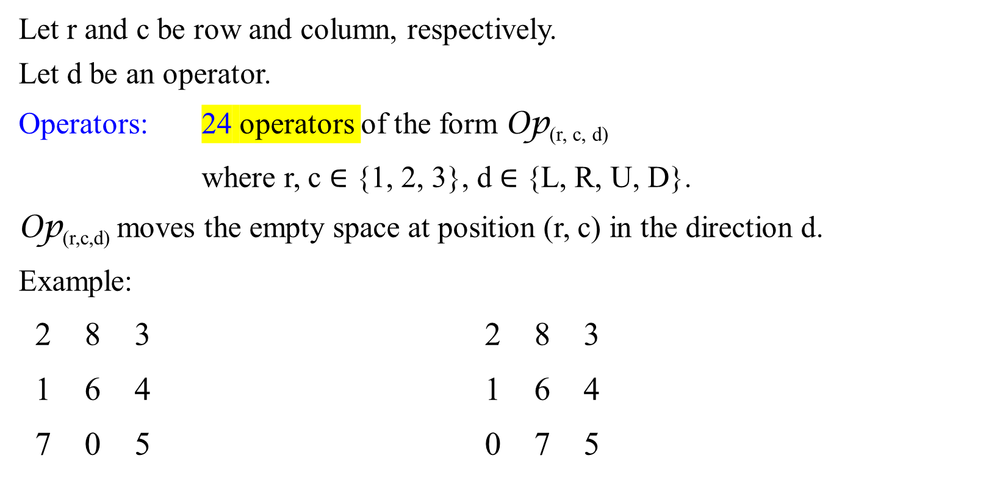 Let r and c be row and column, respectively.
Let d be an operator.
Operators: 24 operators of the form Op(r, c, d)
where r, c ∈ {1, 2, 3}, d ∈ {L, R, U, D}.
Op(r,c,d) moves the empty space at position (r, c) in the direction d.
Example:
2 8 3 2 8 3
1 6 4 1 6 4
7 0 5 0 7 5